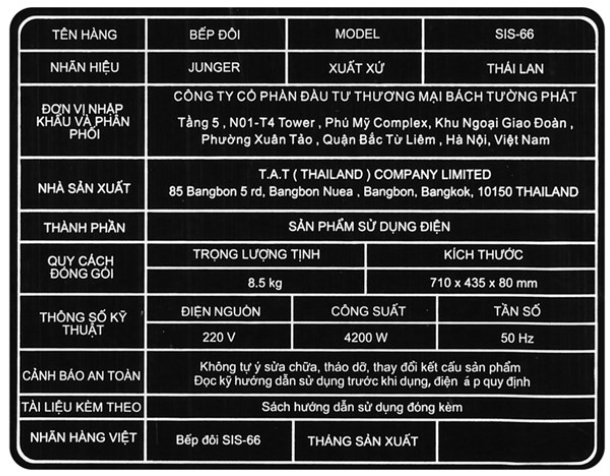 TÊN HÀNG BẾP ĐÔI MODEL SIS-66
NHÃN HIỆU JUNGER XUẤT XỨ THÁI LAN
ĐƠN VỊ NHẬP KHẨU VÀ PHÂN PHỐI
CÔNG TY CỔ PHẦN ĐẦU TƯ THƯƠNG MẠI BÁCH TƯỜNG PHÁT
Tầng 5 , N01-T4 Tower , Phú Mỹ Complex, Khu Ngoại Giao Đoàn ,
Phường Xuân Tảo , Quận Bắc Từ Liêm , Hà Nội, Việt Nam
NHÀ SẢN XUẤT
T.A.T ( THAILAND ) COMPANY LIMITED
85 Bangbon 5 rd, Bangbon Nuea , Bangbon, Bangkok, 10150 THAILAND
THÀNH PHẦN SẢN PHẨM SỬ DỤNG ĐIỆN
QUY CÁCH ĐÓNG GÓI
TRỌNG LƯỢNG TỊNH KÍCH THƯỚC
8.5 kg 710 x 435 x 80 mm
THÔNG SỐ KỸ THUẬT
ĐIỆN NGUỒN CÔNG SUẤT TẦN SỐ
220 V 4200 W 50 Hz
CẢNH BÁO AN TOÀN
Không tự ý sửa chữa, tháo dỡ, thay đổi kết cấu sản phẩm
Đọc kỹ hướng dẫn sử dụng trước khi dụng, điện á p quy định
TÀI LIỆU KÈM THEO Sách hướng dẫn sử dụng đóng kèm
NHÃN HÀNG VIỆT Bếp đôi SIS-66 THÁNG SẢN XUẤT